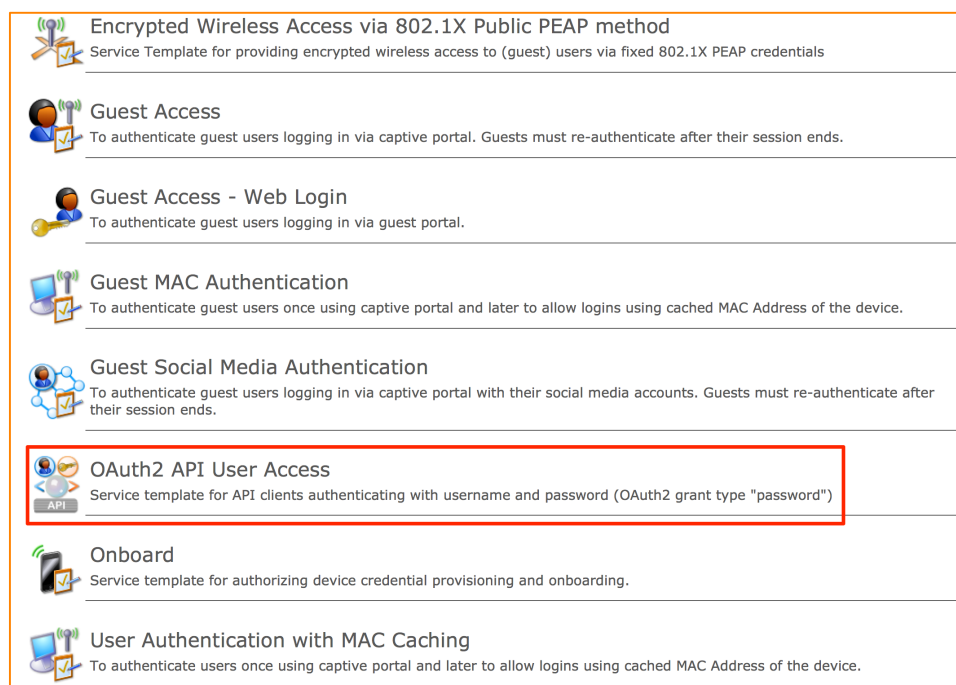 Encrypted Wireless Access via 802.1X Public PEAP method
Service Template for providing encrypted wireless access to (guest) users via fixed 802.1X PEAP credentials
Guest Access
To authenticate guest users logging in via captive portal. Guests must re-authenticate after their session ends.
Guest Access - Web Login
To authenticate guest users logging in via guest portal.
Guest MAC Authentication
To authenticate guest users once using captive portal and later to allow logins using cached MAC Address of the device.
Guest Social Media Authentication
To authenticate guest users logging in via captive portal with their social media accounts. Guests must re-authenticate after
their session ends.
OAuth2 API User Access
Service template for API clients authenticating with username and password (OAuth2 grant type "password")
API
Onboard
Service template for authorizing device credential provisioning and onboarding.
User Authentication with MAC Caching
To authenticate users once using captive portal and later to allow logins using cached MAC Address of the device.